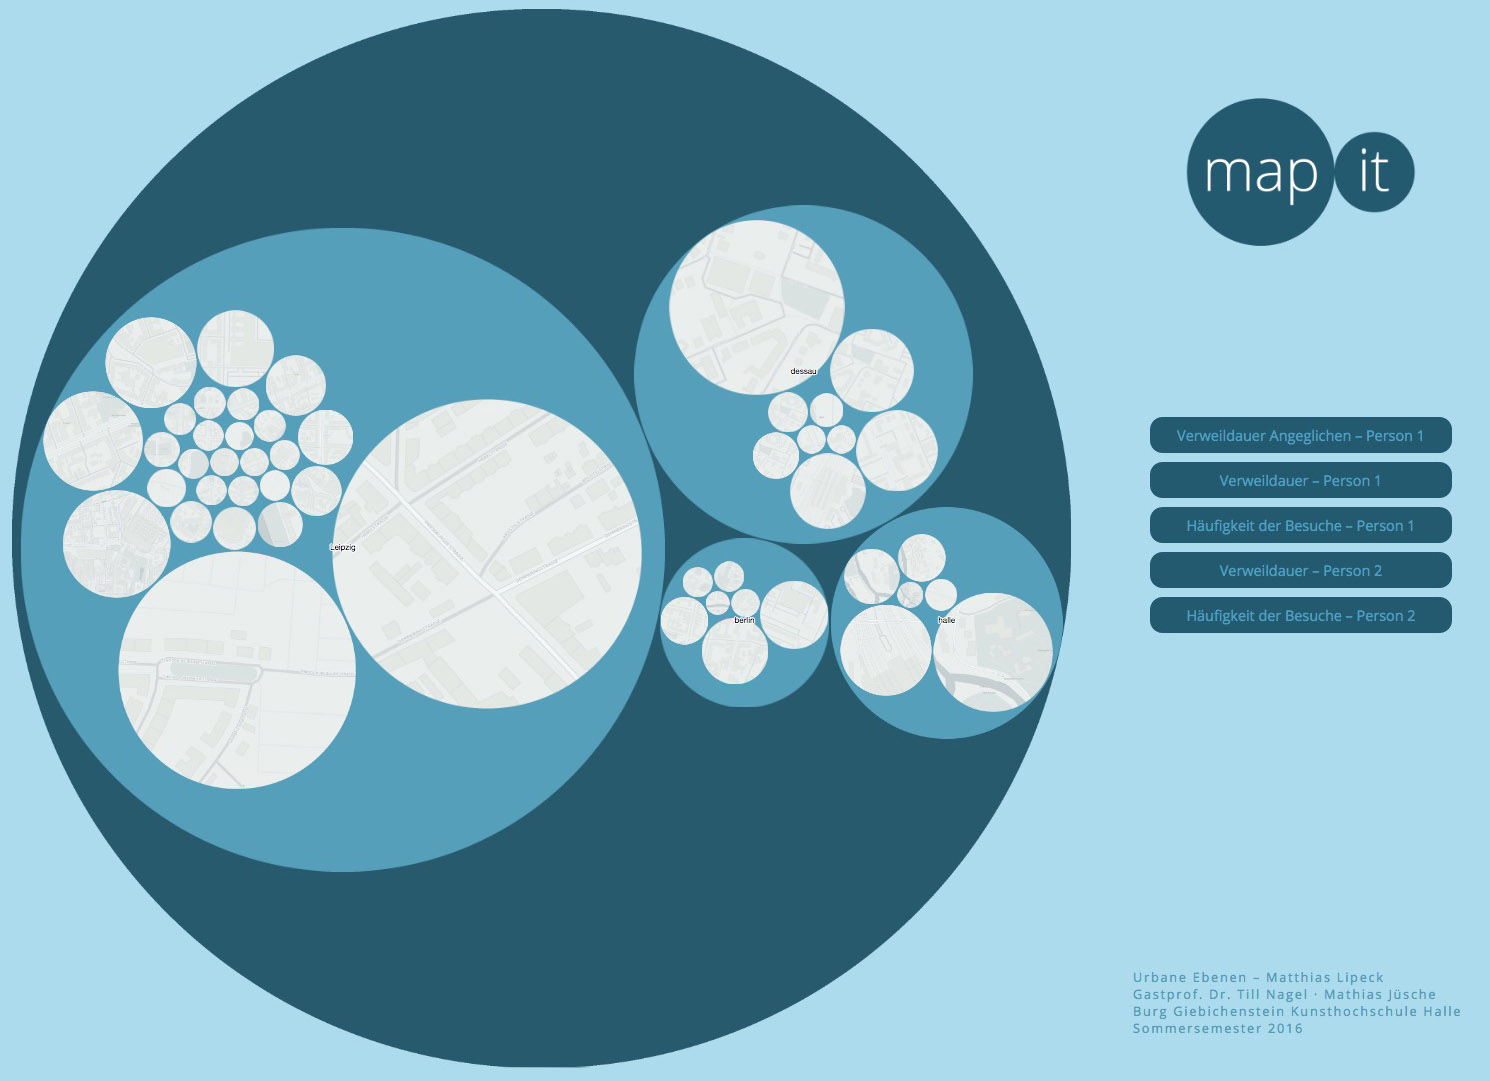 map it
dessau
Leipzig
berlin
halle
Verweildauer Angeglichen – Person 1
Verweildauer – Person 1
Häufigkeit der Besuche – Person 1
Verweildauer – Person 2
Häufigkeit der Besuche – Person 2
Urbane Ebenen – Matthias Lipeck
Gastprof. Dr. Till Nagel · Mathias Jüsche
Burg Giebichenstein Kunsthochschule Halle
Sommersemester 2016